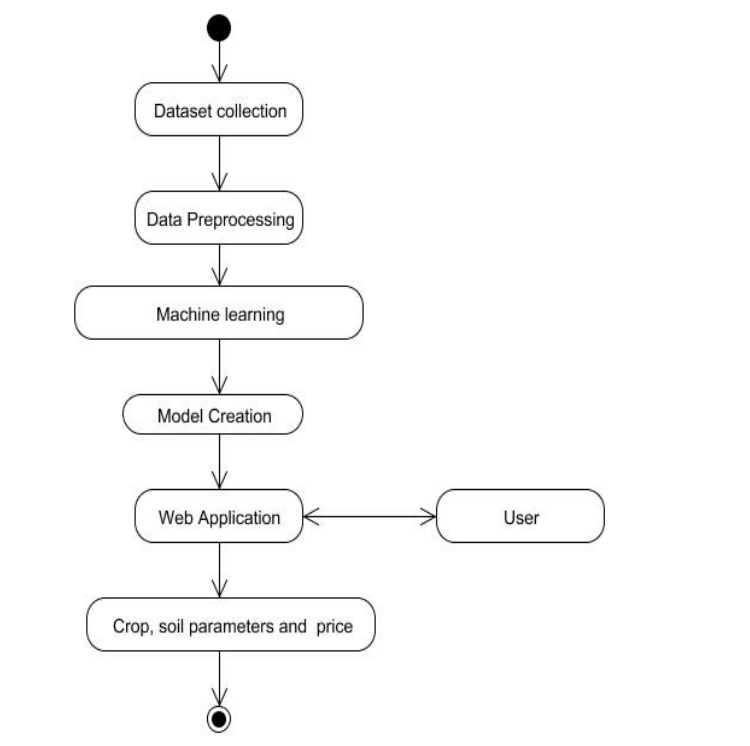 Dataset collection
Data Preprocessing
Machine learning
Model Creation
Web Application
User
Crop, soil parameters and price